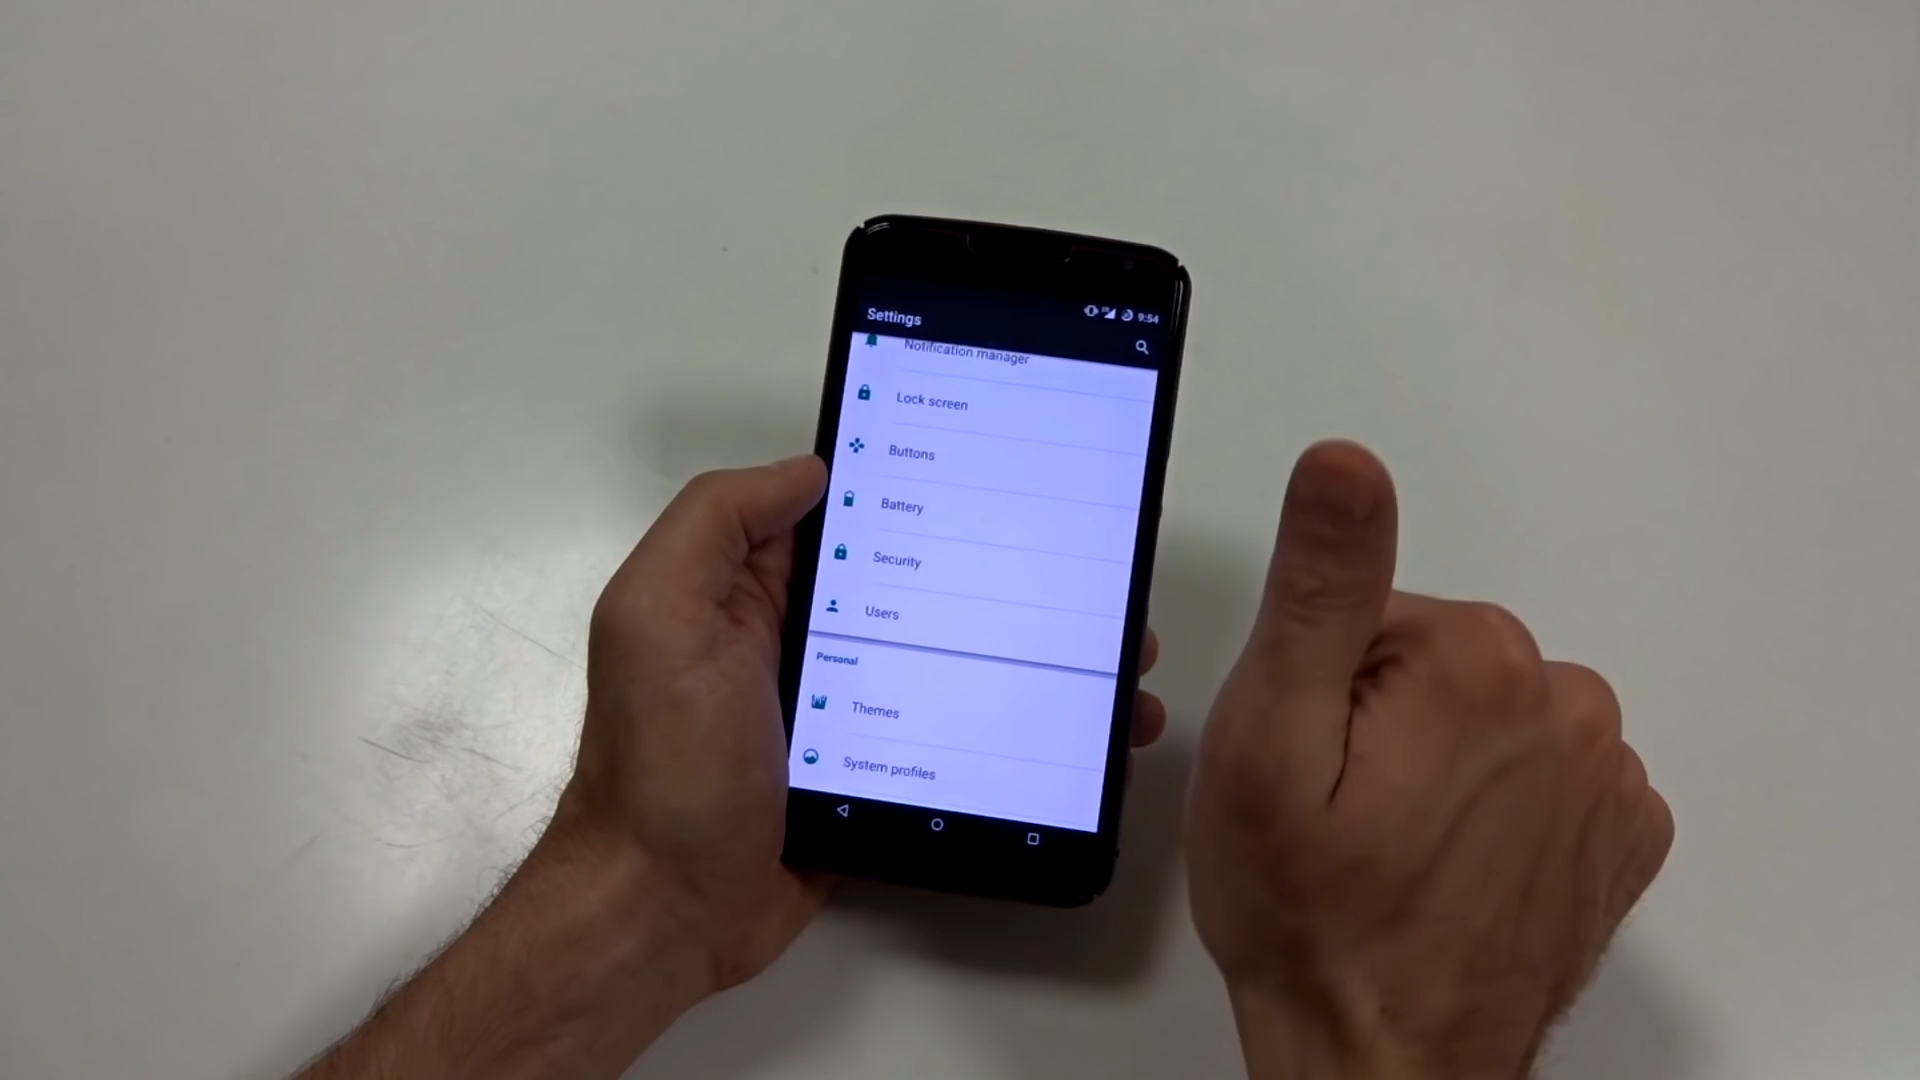 9:54
Settings
Notification manager
Lock screen
Buttons
Battery
Security
Users
Personal
Themes
System profiles